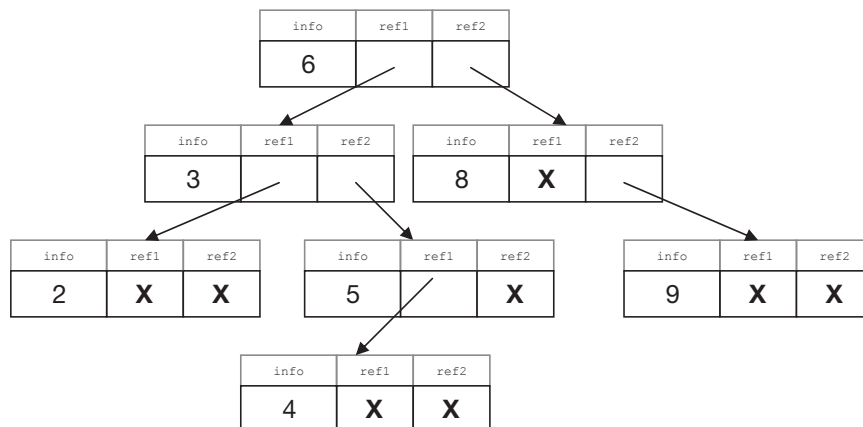 info ref1 ref2
6
info ref1 ref2 info ref1 ref2
3 8 X
info ref1 ref2 info ref1 ref2 info ref1 ref2
2 X X 5 X 9 X X
info ref1 ref2
4 X X